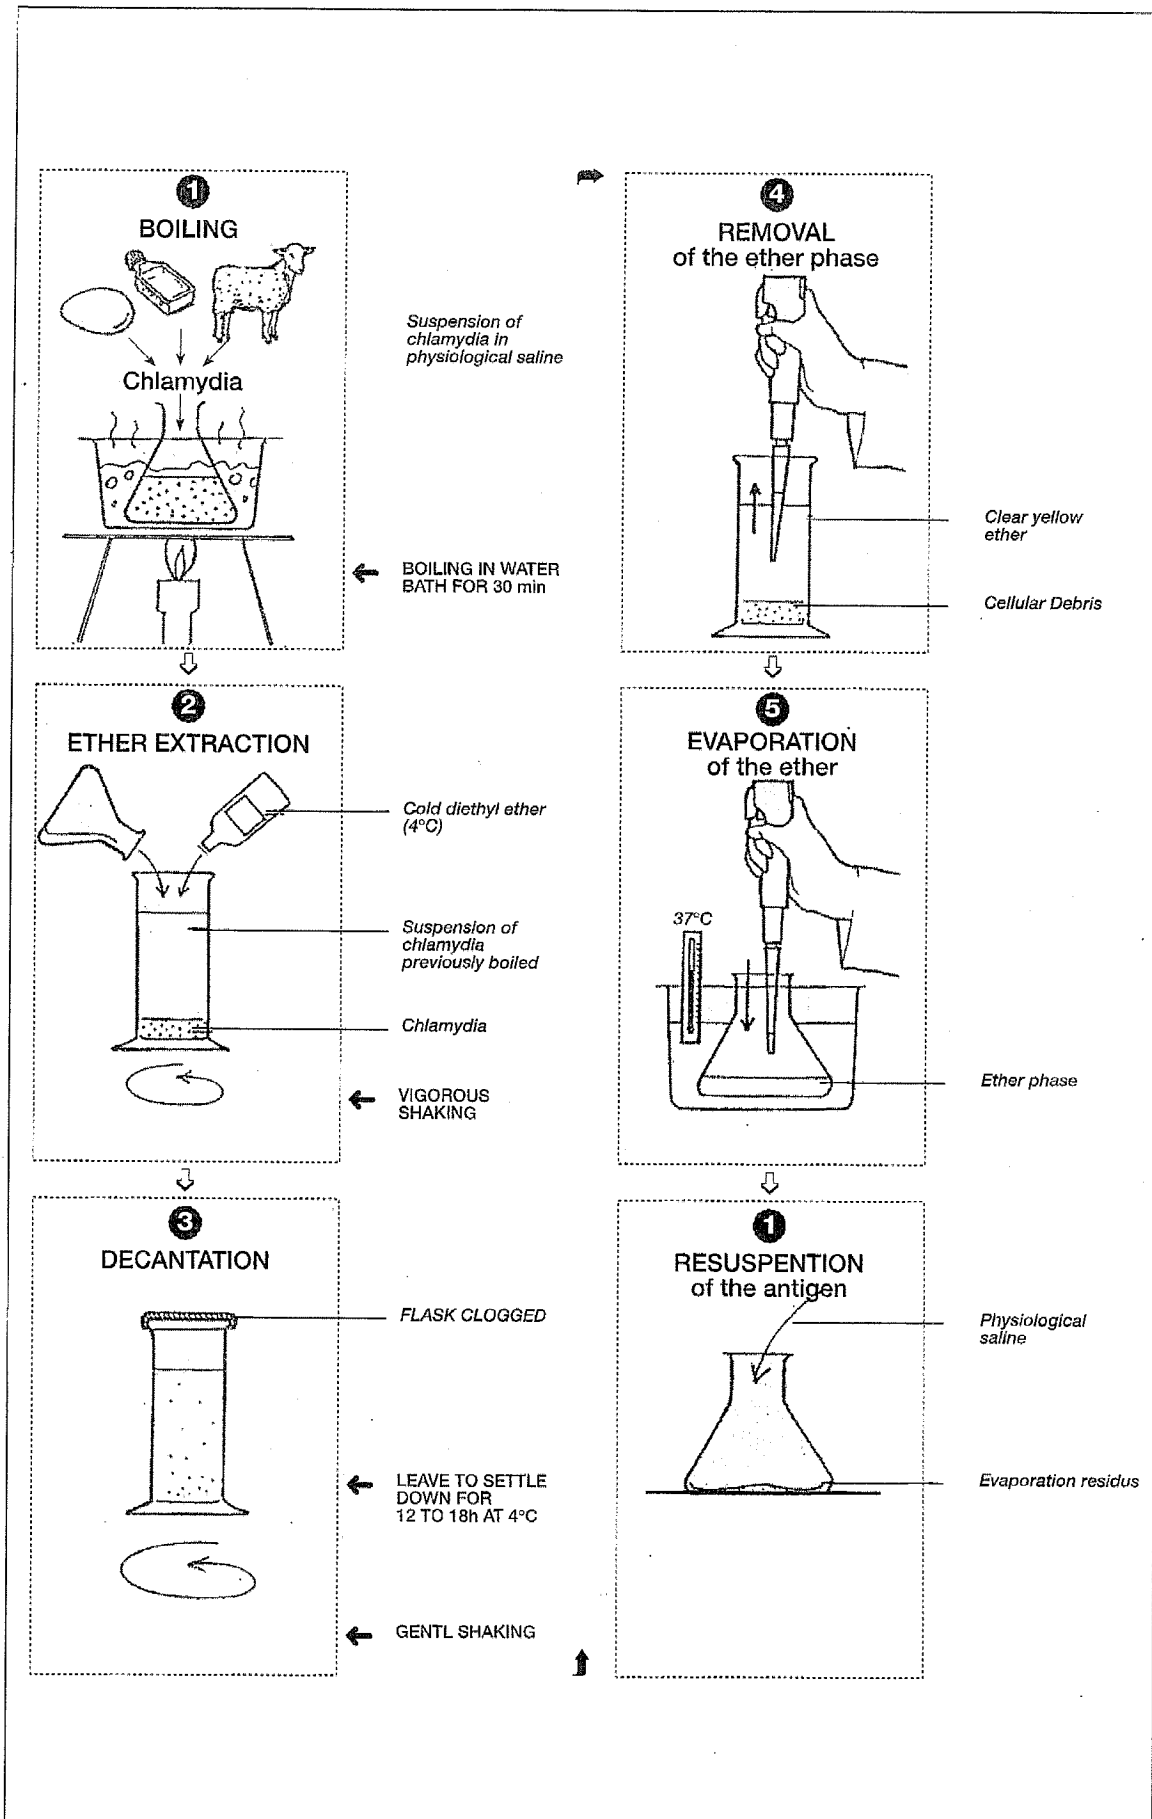 1
BOILING
Chlamydia
Suspension of
chlamydia in
physiological saline
BOILING IN WATER
BATH FOR 30 min
2
ETHER EXTRACTION
Cold diethyl ether
(4°C)
Suspension of
chlamydia
previously boiled
Chlamydia
VIGOROUS
SHAKING
3
DECANTATION
FLASK CLOGGED
LEAVE TO SETTLE
DOWN FOR
12 TO 18h AT 4°C
GENTL SHAKING
4
REMOVAL
of the ether phase
Clear yellow
ether
Cellular Debris
5
EVAPORATION
of the ether
37°C
Ether phase
1
RESUSPENTION
of the antigen
Physiological
saline
Evaporation residus